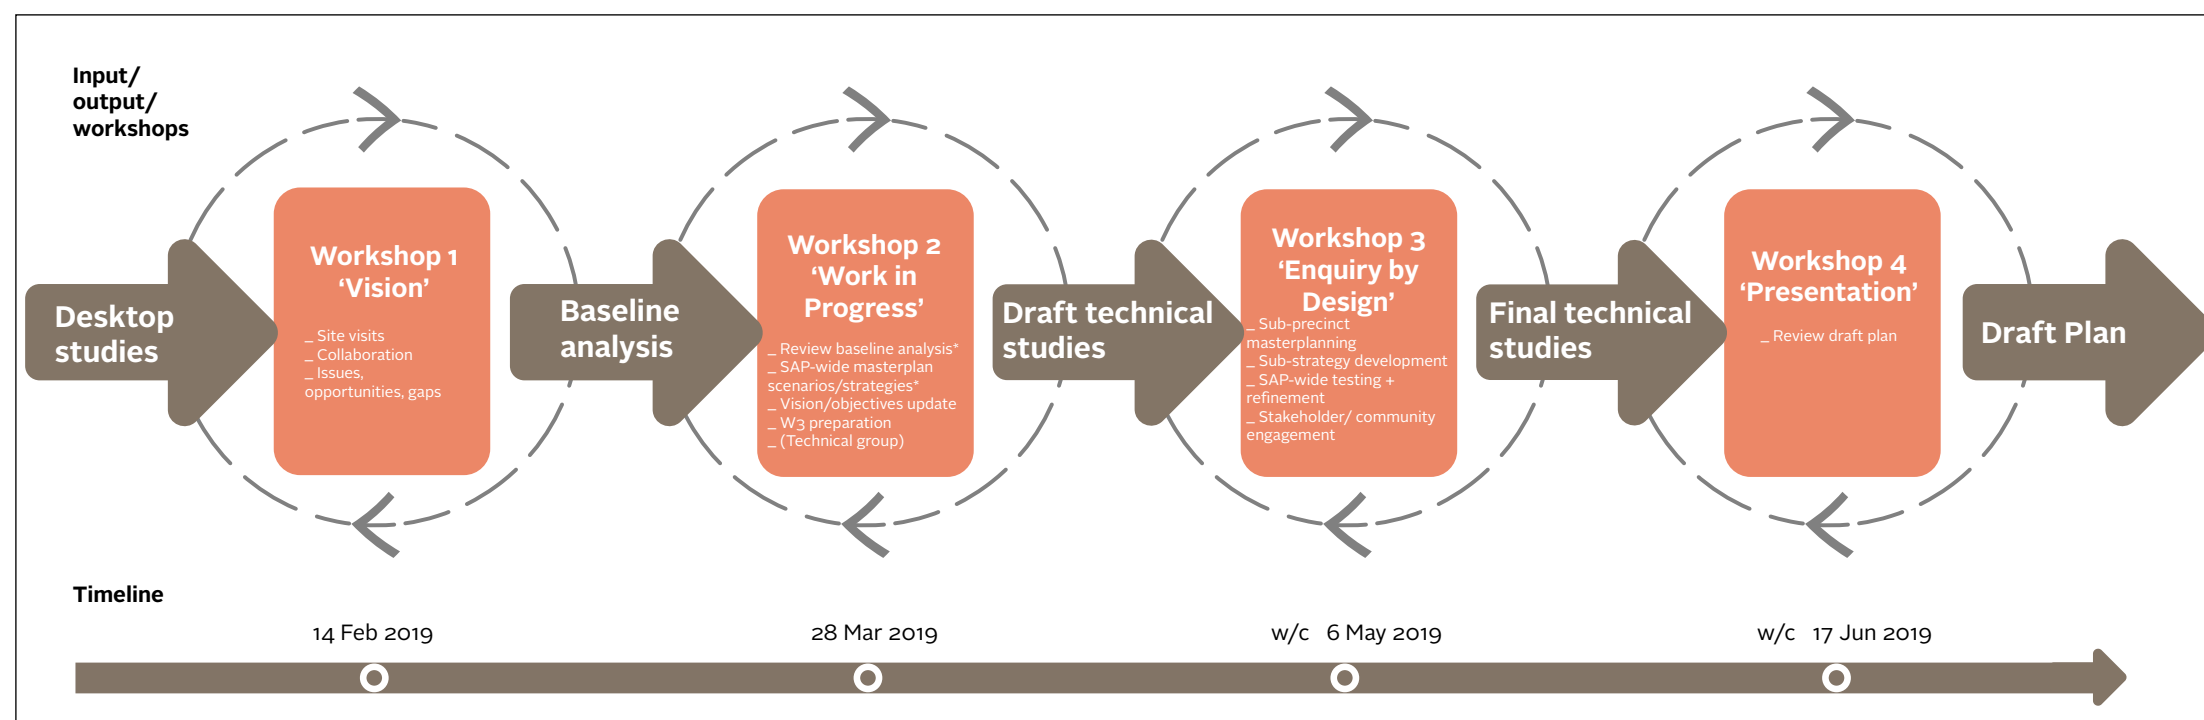 Input/
output/
workshops
Desktop
studies
Workshop 1
‘Vision’
_ Site visits
_ Collaboration
_ Issues,
opportunities, gaps
Baseline
analysis
Workshop 2
‘Work in
Progress’
_ Review baseline analysis*
_ SAP-wide masterplan
scenarios/strategies*
_ Vision/objectives update
_ W3 preparation
_ (Technical group)
Draft technical
studies
Workshop 3
‘Enquiry by
Design’
_ Sub-precinct
masterplanning
_ Sub-strategy development
_ SAP-wide testing +
refinement
_ Stakeholder/ community
engagement
Final technical
studies
Workshop 4
‘Presentation’
_ Review draft plan
Draft Plan
Timeline
14 Feb 2019
28 Mar 2019
w/c 6 May 2019
w/c 17 Jun 2019